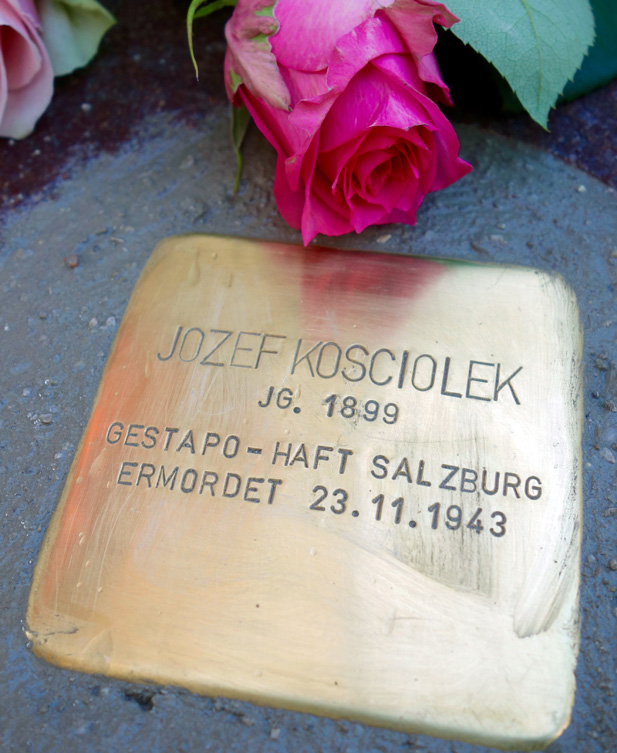 JOZEF KOSCIOLEK
JG. 1899
GESTAPO-HAFT SALZBURG
ERMORDET 23.11.1943